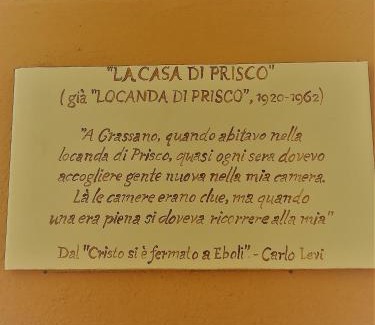 "LA CASA DI PRISCO"
(già "LOCANDA DI PRISCO", 1920-1962)
"A Grassano, quando abitavo nella
locanda di Prisco, quasi ogni sera dovevo
accogliere gente nuova nella mia camera.
Là le camere erano due, ma quando
una era piena si doveva ricorrere alla mia"
Dal "Cristo si è fermato a Eboli". - Carlo Levi